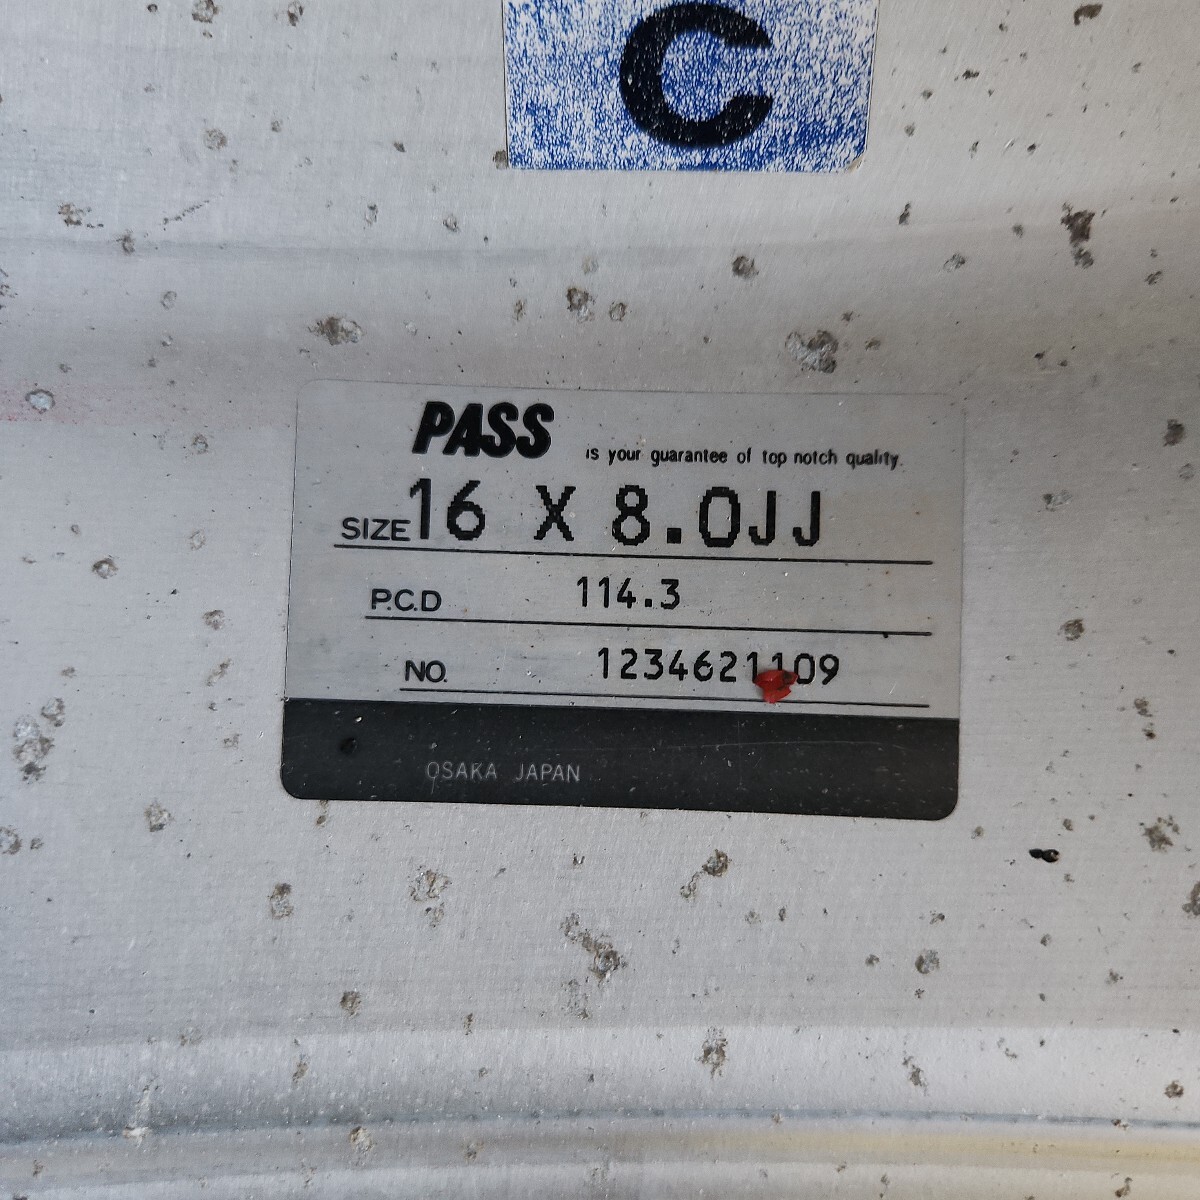 C
PASS is your guarantee of top notch quality.
SIZE 16 X 8.0JJ
P.C.D 114.3
NO. 1234621109
OSAKA JAPAN